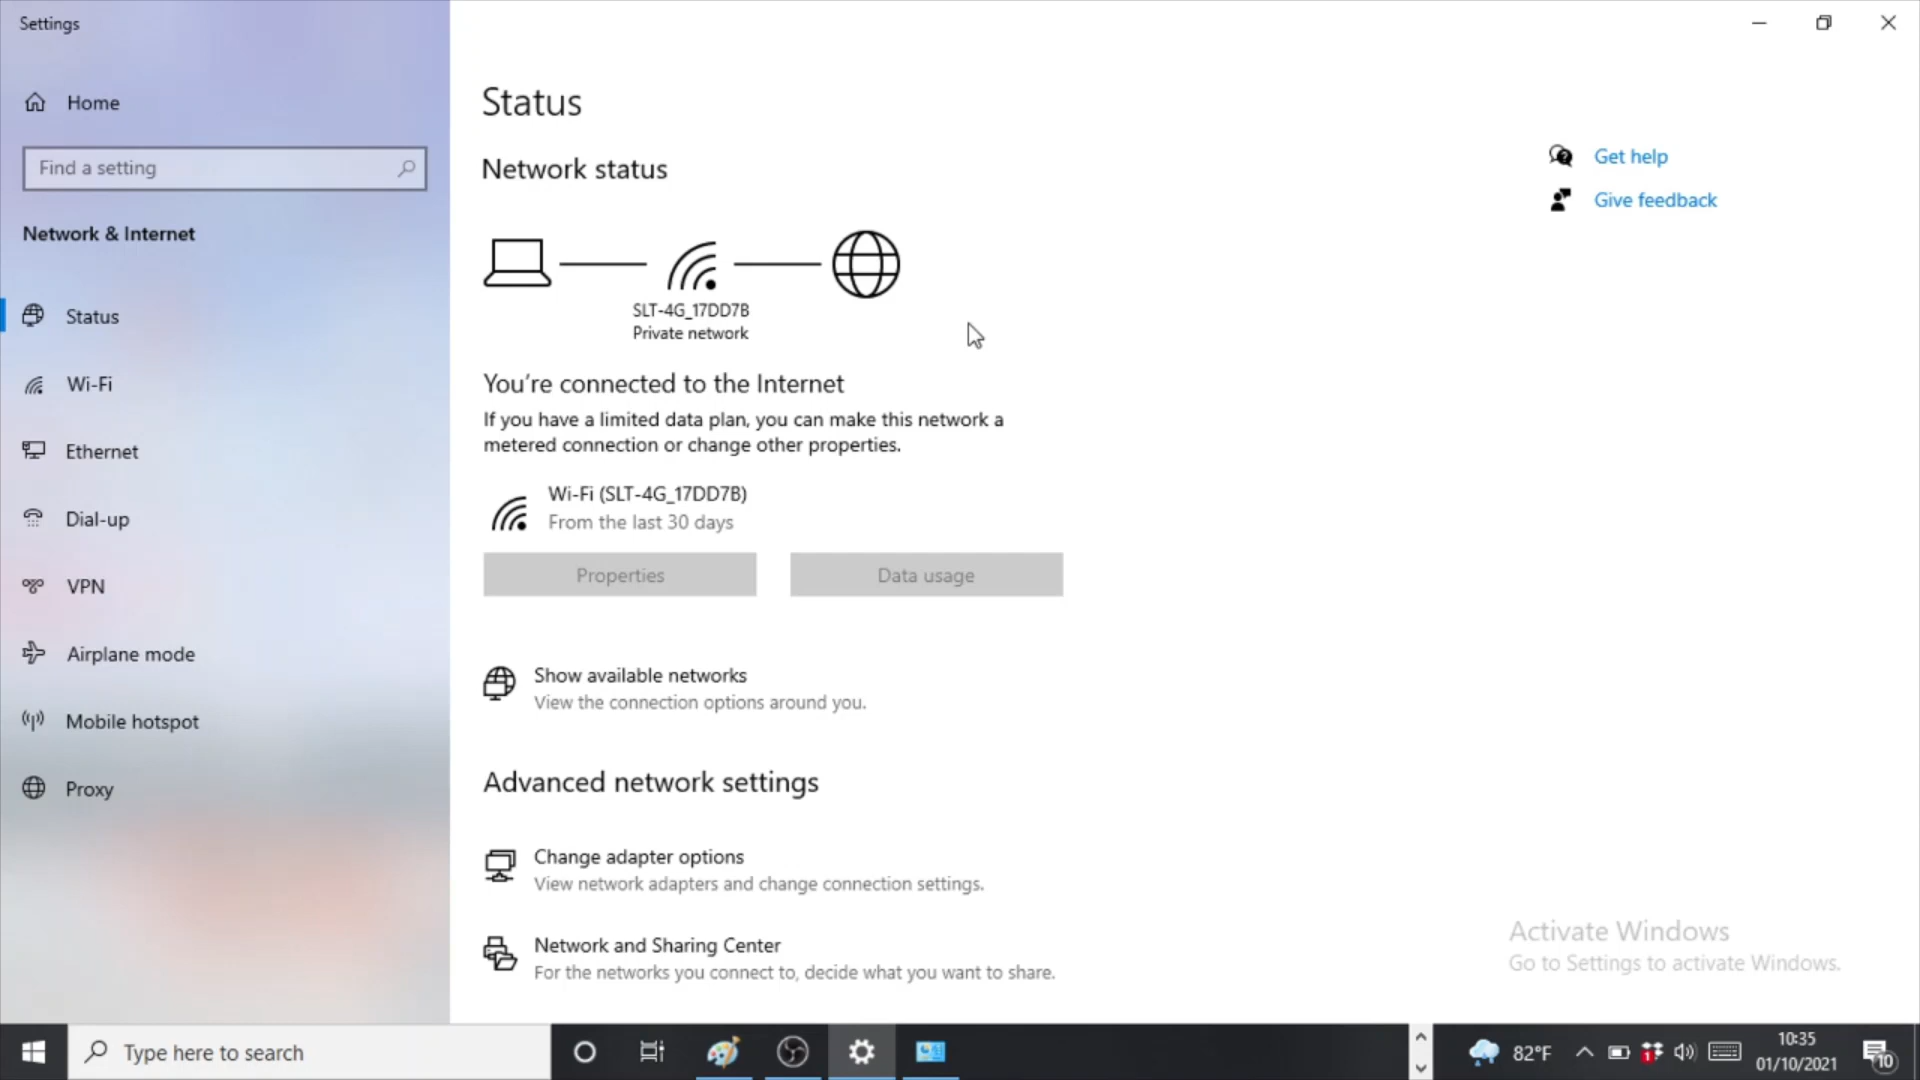 Settings
Home
Find a setting
Network & Internet
Status
Wi-Fi
Ethernet
Dial-up
VPN
Airplane mode
Mobile hotspot
Proxy
Status
Network status
SLT-4G_17DD7B
Private network
You're connected to the Internet
If you have a limited data plan, you can make this network a
metered connection or change other properties.
Wi-Fi (SLT-4G_17DD7B)
From the last 30 days
Properties
Data usage
Show available networks
View the connection options around you.
Advanced network settings
Change adapter options
View network adapters and change connection settings.
Network and Sharing Center
For the networks you connect to, decide what you want to share.
Get help
Give feedback
Activate Windows
Go to Settings to activate Windows.
Type here to search
82°F
1
10:35
01/10/2021
10